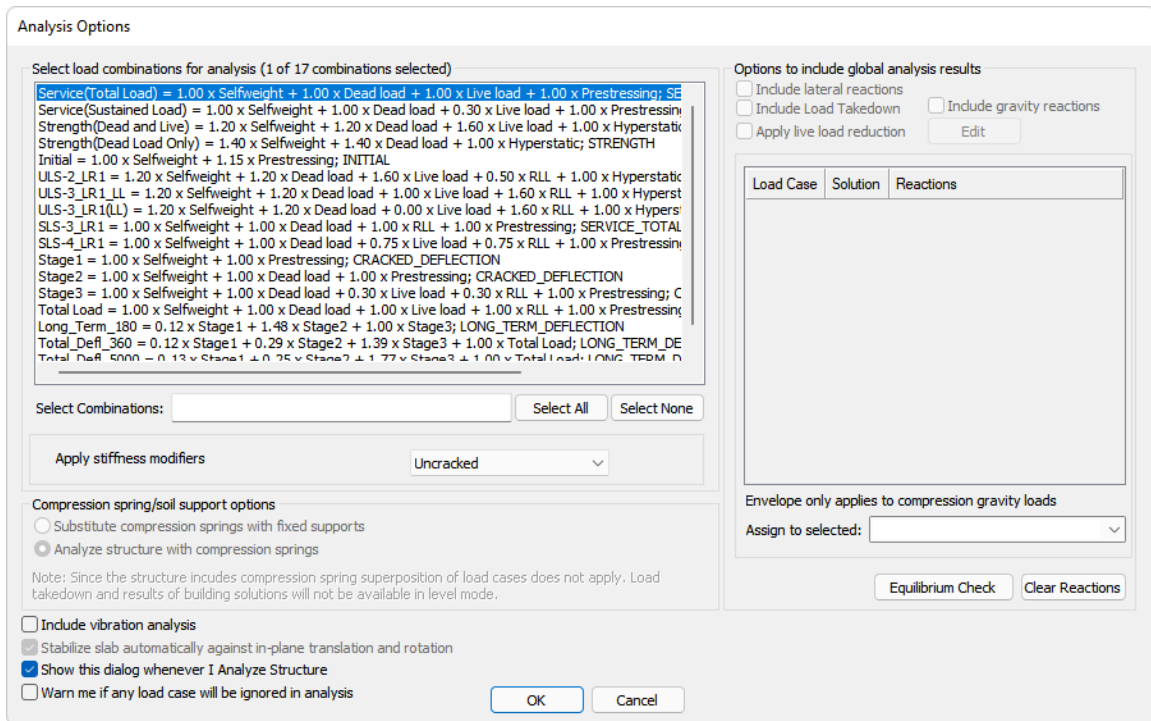 Analysis Options
Select load combinations for analysis (1 of 17 combinations selected)
Service(Total Load) = 1.00 x Selfweight + 1.00 x Dead load + 1.00 x Live load + 1.00 x Prestressing; SE
Service(Sustained Load) = 1.00 x Selfweight + 1.00 x Dead load + 0.30 x Live load + 1.00 x Prestressing
Strength(Dead and Live) = 1.20 x Selfweight + 1.20 x Dead load + 1.60 x Live load + 1.00 x Hyperstatic
Strength(Dead Load Only) = 1.40 x Selfweight + 1.40 x Dead load + 1.00 x Hyperstatic; STRENGTH
Initial = 1.00 x Selfweight + 1.15 x Prestressing; INITIAL
ULS-2_LR1 = 1.20 x Selfweight + 1.20 x Dead load + 1.60 x Live load + 0.50 x RLL + 1.00 x Hyperstatic
ULS-3_LR1_LL = 1.20 x Selfweight + 1.20 x Dead load + 1.00 x Live load + 1.60 x RLL + 1.00 x Hyperst
ULS-3_LR1(LL) = 1.20 x Selfweight + 1.20 x Dead load + 0.00 x Live load + 1.60 x RLL + 1.00 x Hypers
SLS-3_LR1 = 1.00 x Selfweight + 1.00 x Dead load + 1.00 x RLL + 1.00 x Prestressing; SERVICE_TOTAL
SLS-4_LR1 = 1.00 x Selfweight + 1.00 x Dead load + 0.75 x Live load + 0.75 x RLL + 1.00 x Prestressin
Stage1 = 1.00 x Selfweight + 1.00 x Prestressing; CRACKED_DEFLECTION
Stage2 = 1.00 x Selfweight + 1.00 x Dead load + 1.00 x Prestressing; CRACKED_DEFLECTION
Stage3 = 1.00 x Selfweight + 1.00 x Dead load + 0.30 x Live load + 0.30 x RLL + 1.00 x Prestressing; C
Total Load = 1.00 x Selfweight + 1.00 x Dead load + 1.00 x Live load + 1.00 x RLL + 1.00 x Prestressing
Long_Term_180 = 0.12 x Stage1 + 1.48 x Stage2 + 1.00 x Stage3; LONG_TERM_DEFLECTION
Total_Defl_360 = 0.12 x Stage1 + 0.29 x Stage2 + 1.39 x Stage3 + 1.00 x Total Load; LONG_TERM_DE
Total_Defl_5000 = 0.13 x Stage1 + 0.25 x Stage2 + 1.77 x Stage3 + 1.00 x Total Load; LONG_TERM_D
Select Combinations:
Select All
Select None
Apply stiffness modifiers
Uncracked
Compression spring/soil support options
Substitute compression springs with fixed supports
Analyze structure with compression springs
Note: Since the structure incudes compression spring superposition of load cases does not apply. Load
takedown and results of building solutions will not be available in level mode.
Include vibration analysis
Stabilize slab automatically against in-plane translation and rotation
Show this dialog whenever I Analyze Structure
Warn me if any load case will be ignored in analysis
OK
Cancel
Options to include global analysis results
Include lateral reactions
Include Load Takedown
Include gravity reactions
Apply live load reduction
Edit
Load Case Solution Reactions
Envelope only applies to compression gravity loads
Assign to selected:
Equilibrium Check
Clear Reactions